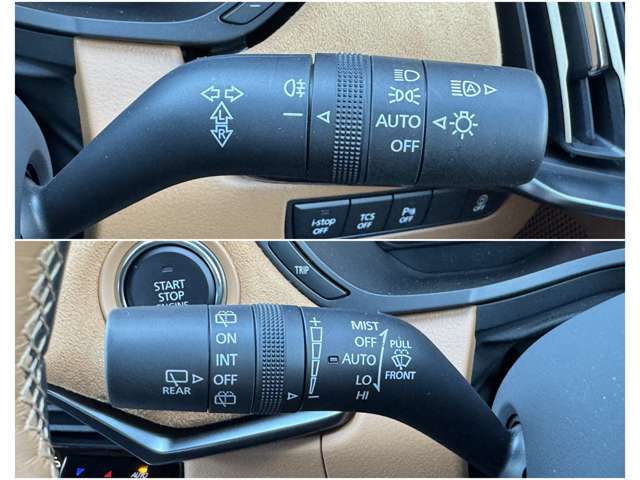 L
R
AUTO
OFF
A
i-stop
OFF
TCS
OFF
P
OFF
START
STOP
ENGINE
TRIP
REAR
ON
INT
OFF
+
−
MIST
OFF
AUTO
LO
HI
PULL
FRONT
AUTO